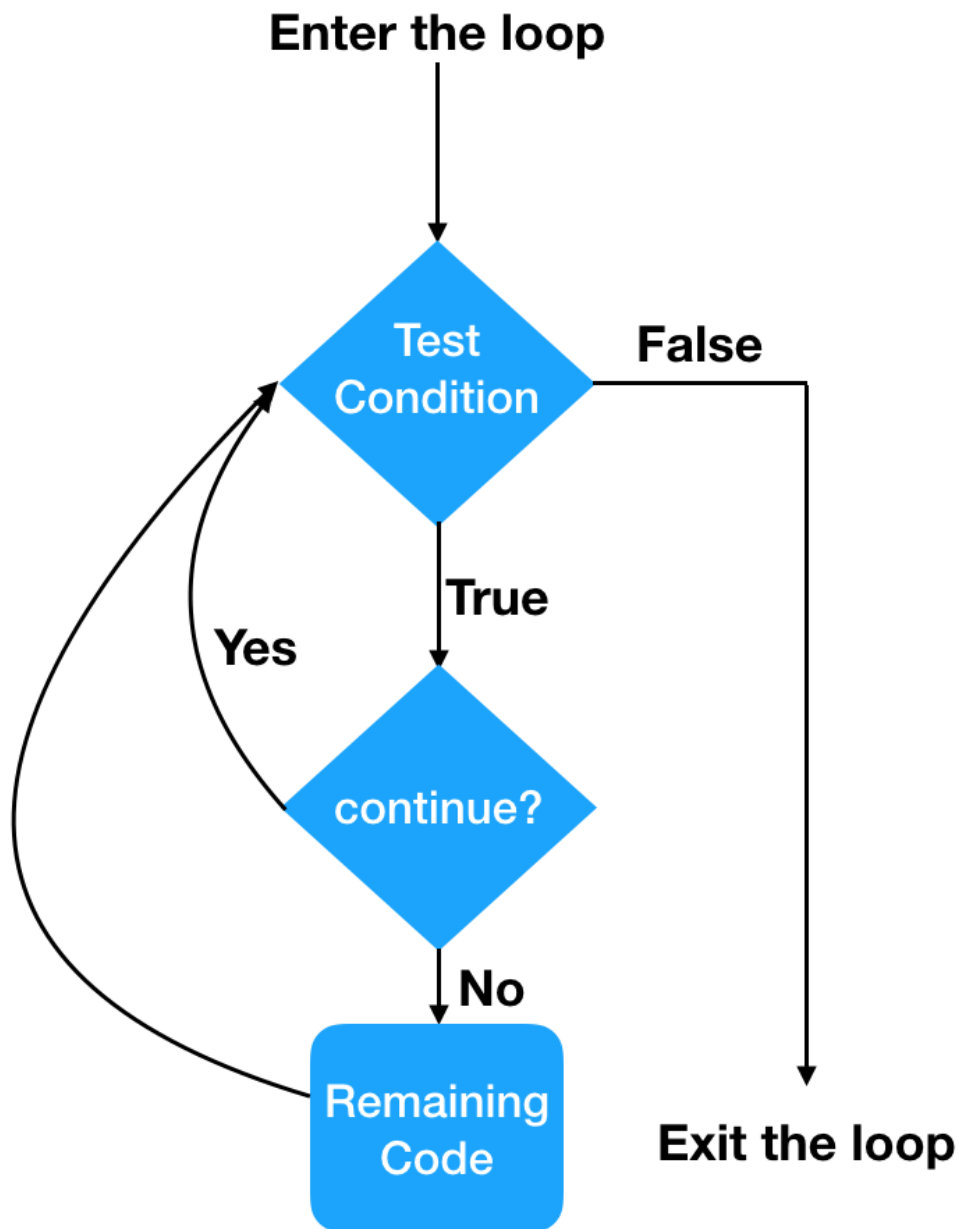 Enter the loop
Test
Condition
False
True
Yes
continue?
No
Remaining
Code
Exit the loop